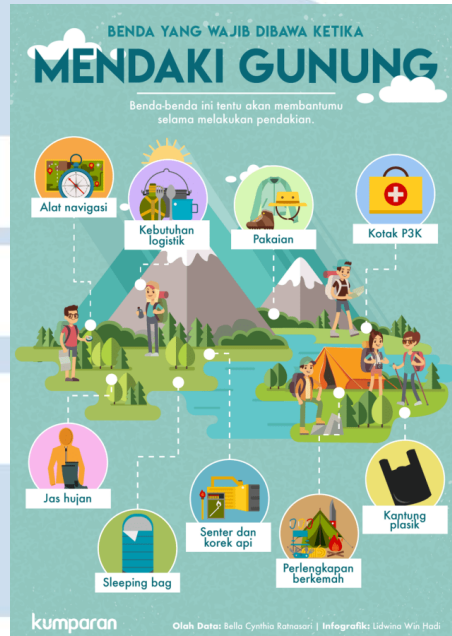 BENDA YANG WAJIB DIBAWA KETIKA
MENDAKI GUNUNG
Benda-benda ini tentu akan membantumu
selama melakukan pendakian.
Alat navigasi
Kebutuhan
logistik
Pakaian
Kotak P3K
Jas hujan
Sleeping bag
Senter dan
korek api
Perlengkapan
berkemah
Kantung
plasik
kumparan
Olah Data: Bella Cynthia Ratnasari | Infografik: Lidwina Win Hadi